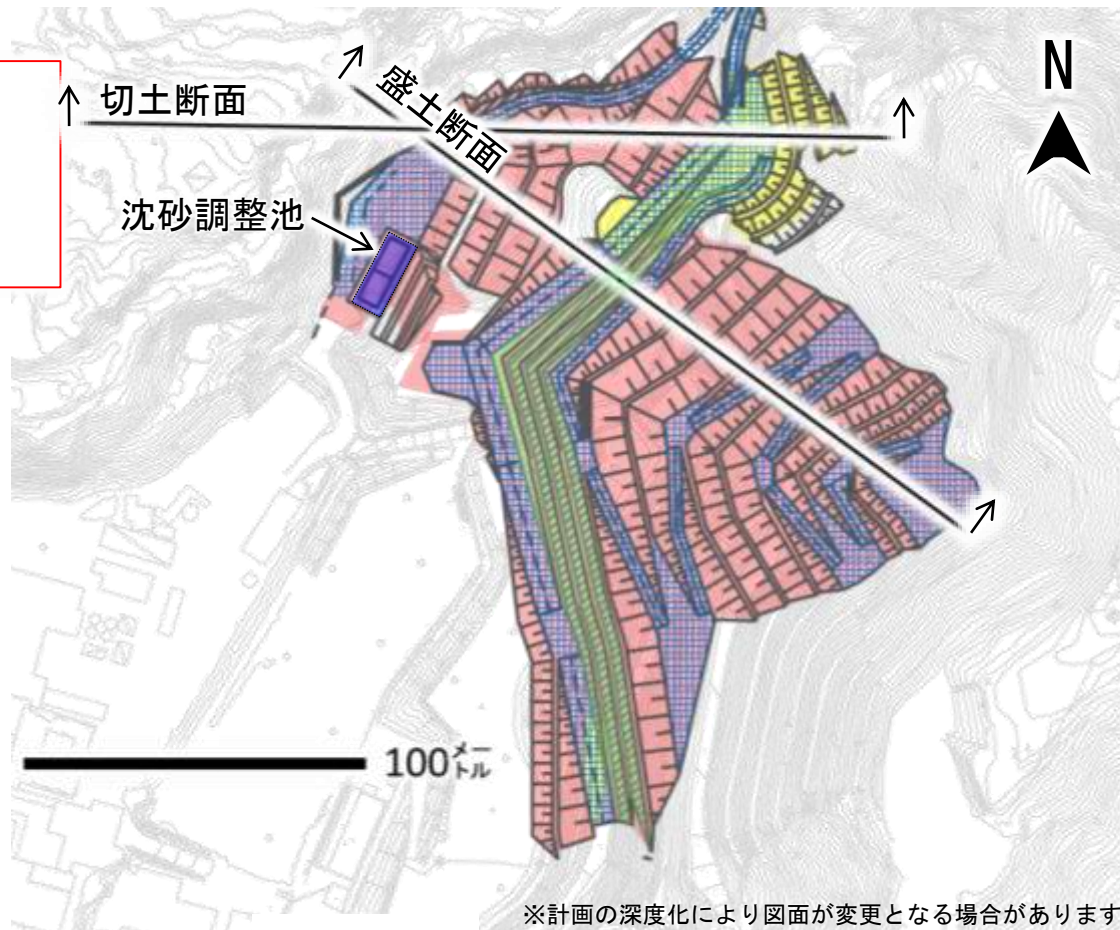 N
切土断面
盛土断面
沈砂調整池
100メートル
※計画の深度化により図面が変更となる場合があります